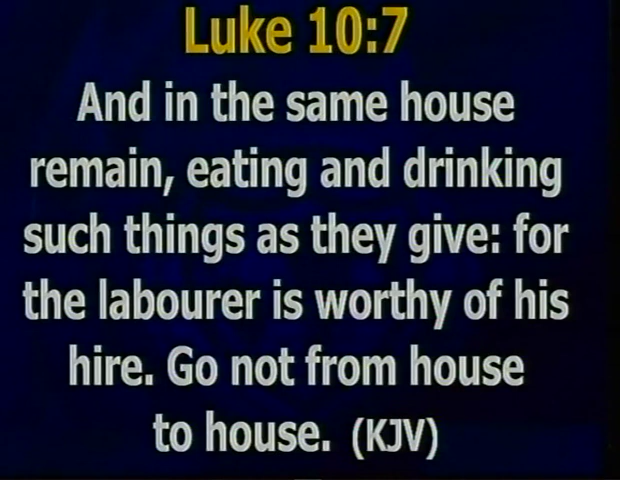 Luke 10:7
And in the same house
remain, eating and drinking
such things as they give: for
the labourer is worthy of his
hire. Go not from house
to house. (KJV)